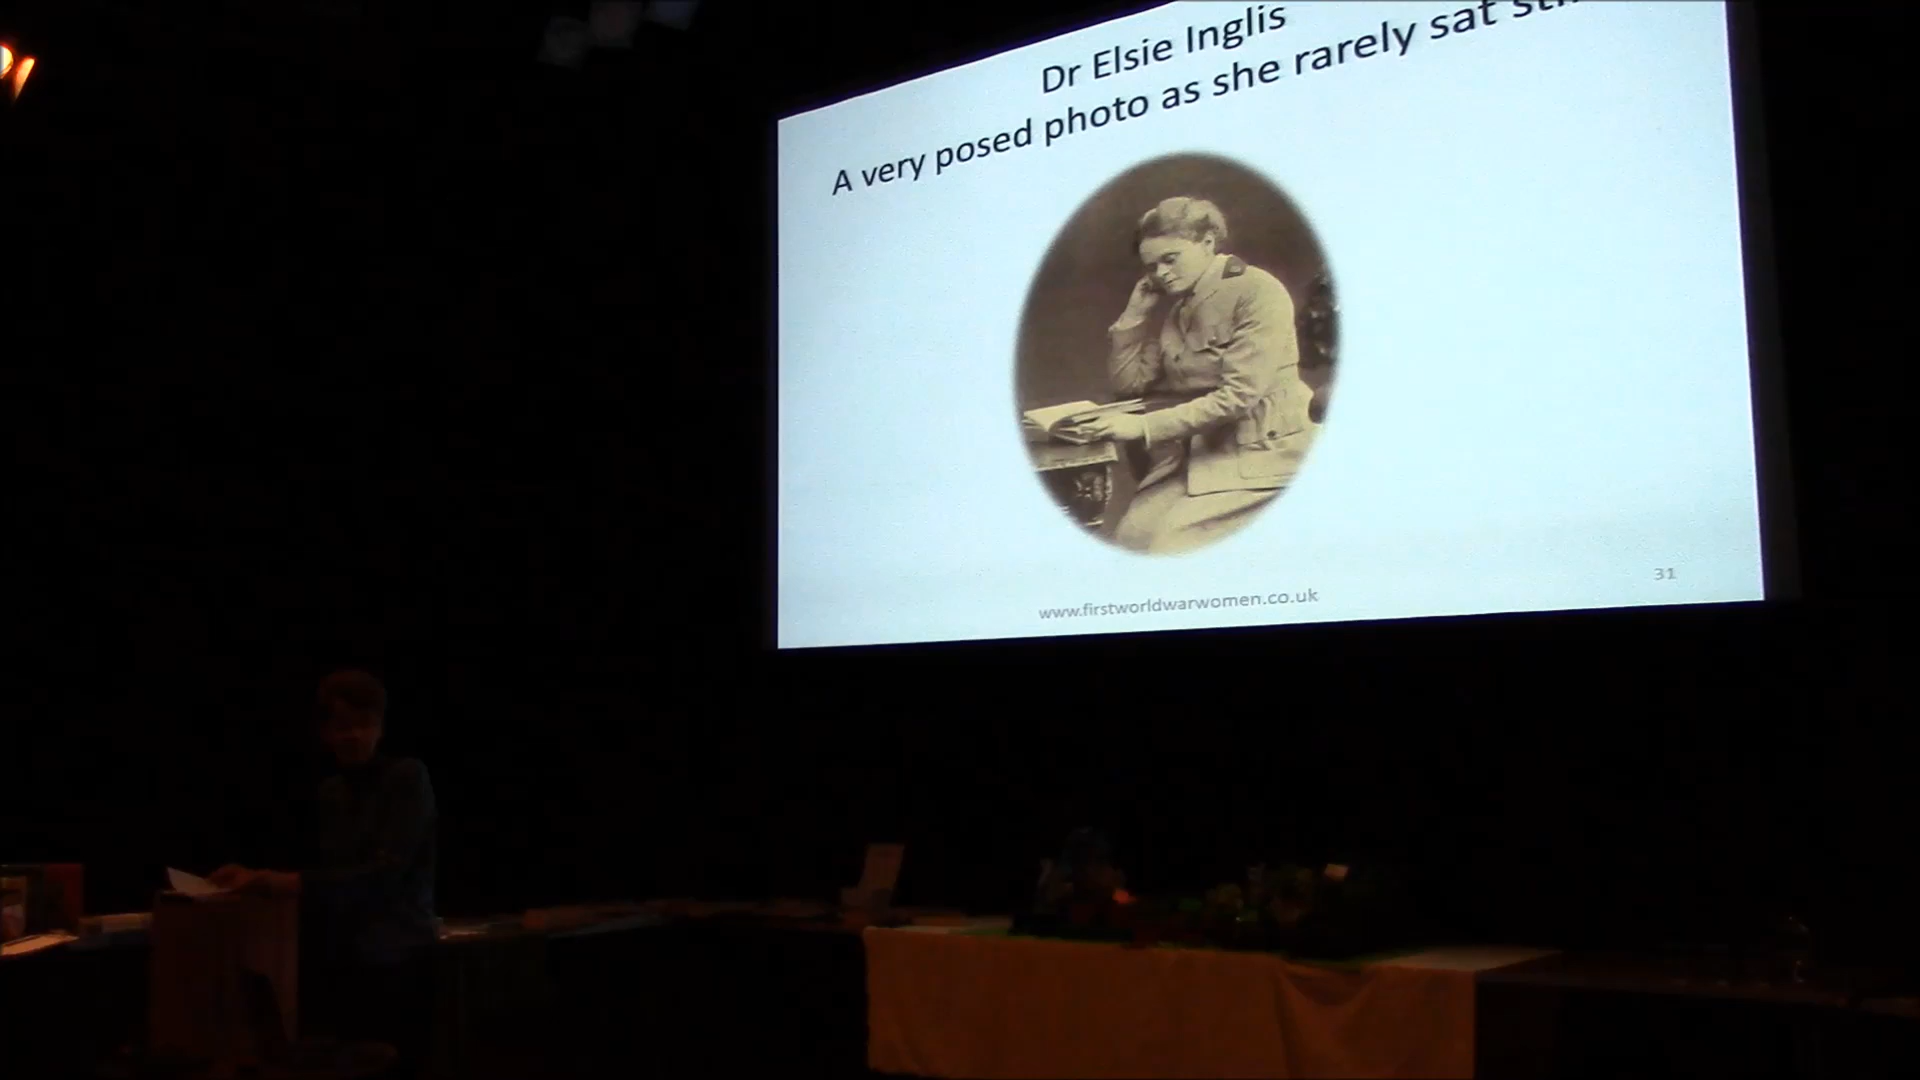 Dr Elsie Inglis
A very posed photo as she rarely sat
www.firstworldwarwomen.co.uk
31